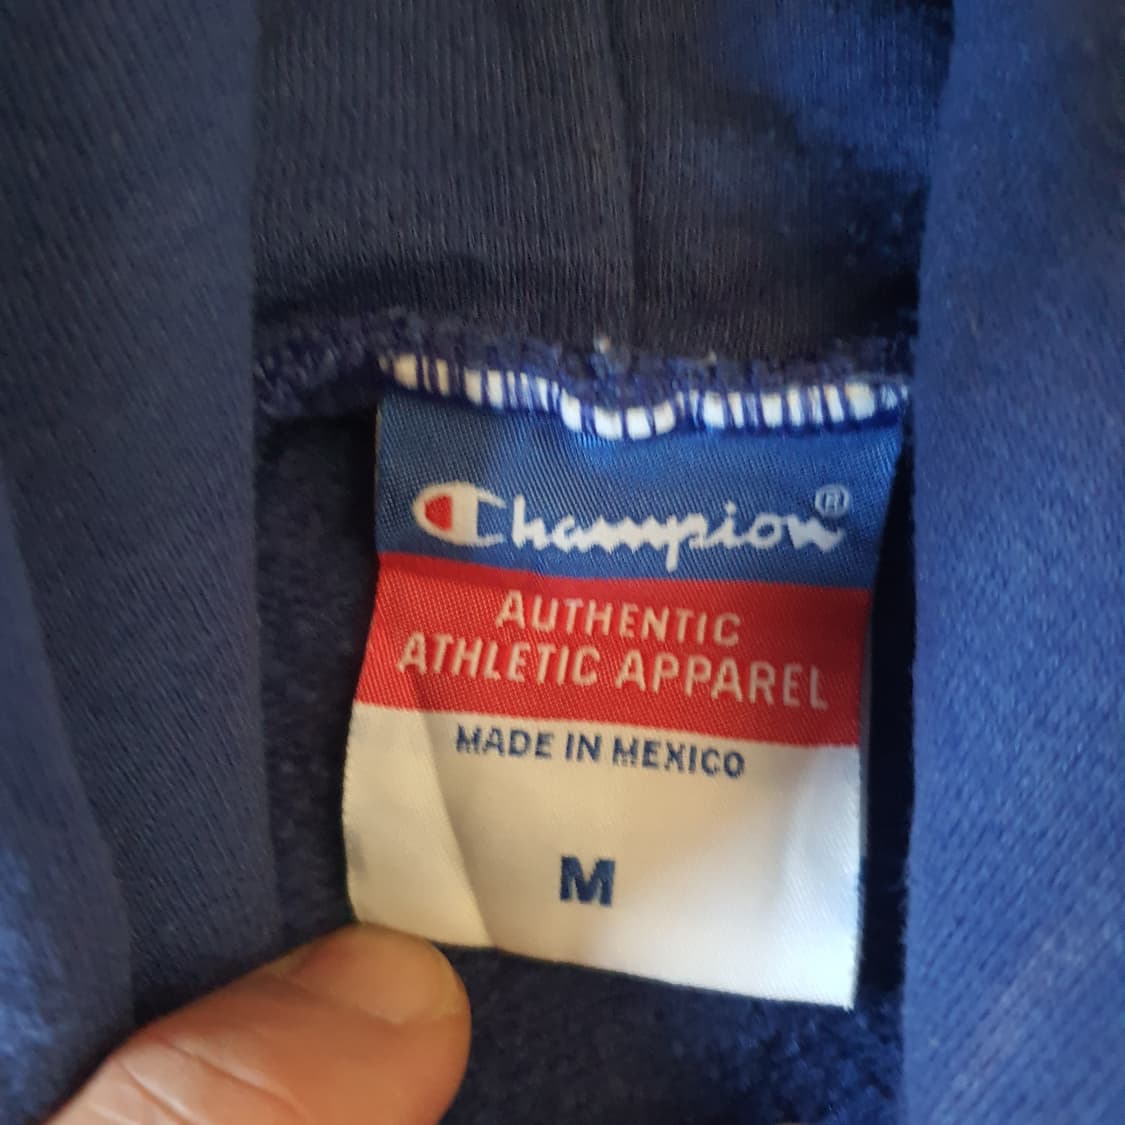 Champion®
AUTHENTIC
ATHLETIC APPAREL
MADE IN MEXICO
M